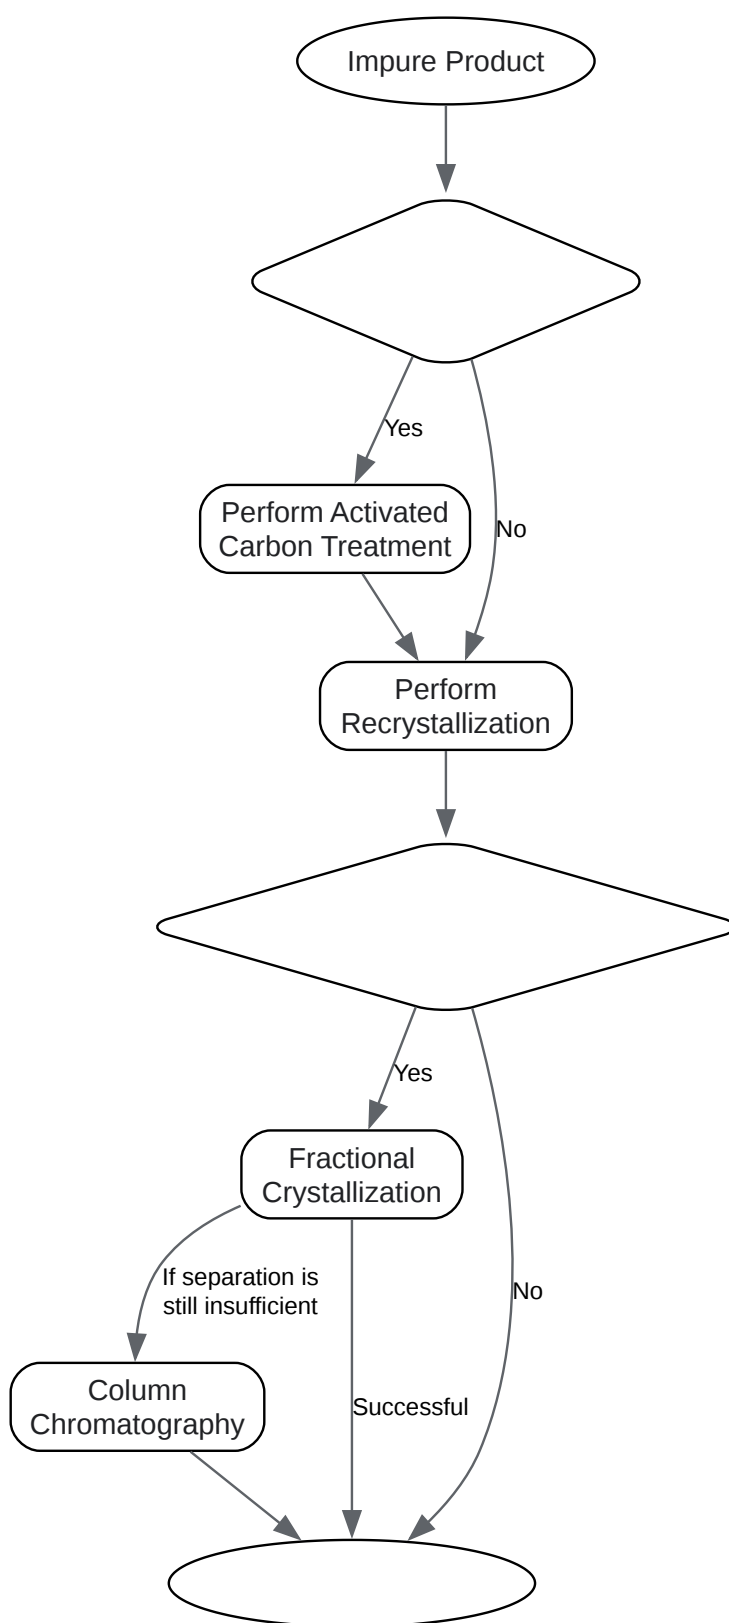 Impure Product
Yes
Perform Activated
Carbon Treatment
No
Perform
Recrystallization
Yes
Fractional
Crystallization
If separation is
still insufficient
No
Column
Chromatography
Successful